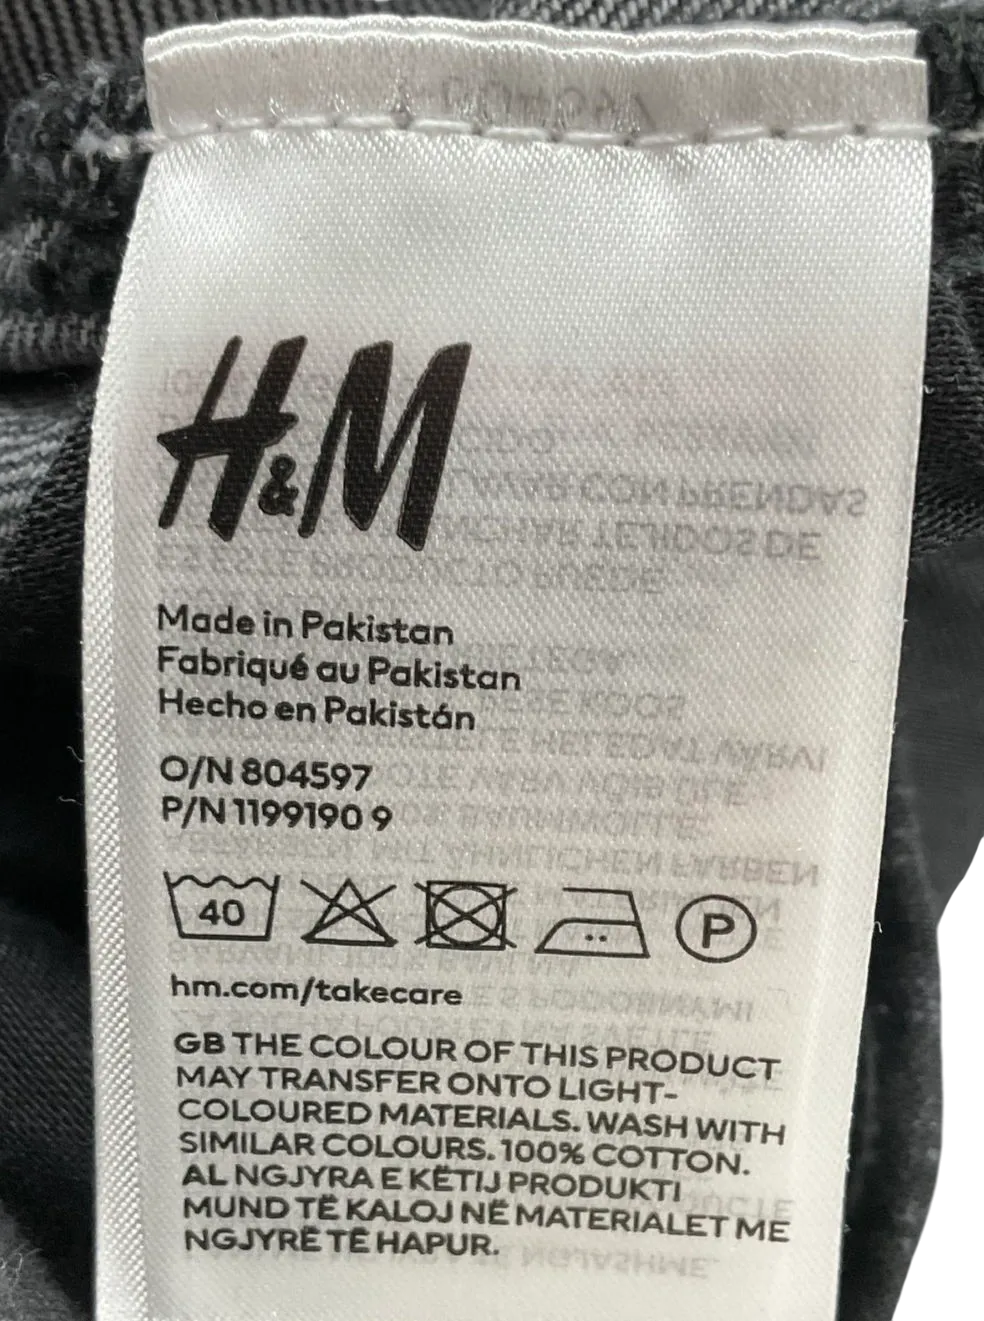 H&M
Made in Pakistan
Fabriqué au Pakistan
Hecho en Pakistán
O/N 804597
P/N 1199190 9
40
P
hm.com/takecare
GB THE COLOUR OF THIS PRODUCT
MAY TRANSFER ONTO LIGHT-
COLOURED MATERIALS. WASH WITH
SIMILAR COLOURS. 100% COTTON.
AL NGJYRA E KËTIJ PRODUKTI
MUND TË KALOJ NË MATERIALET ME
NGJYRË TË HAPUR.